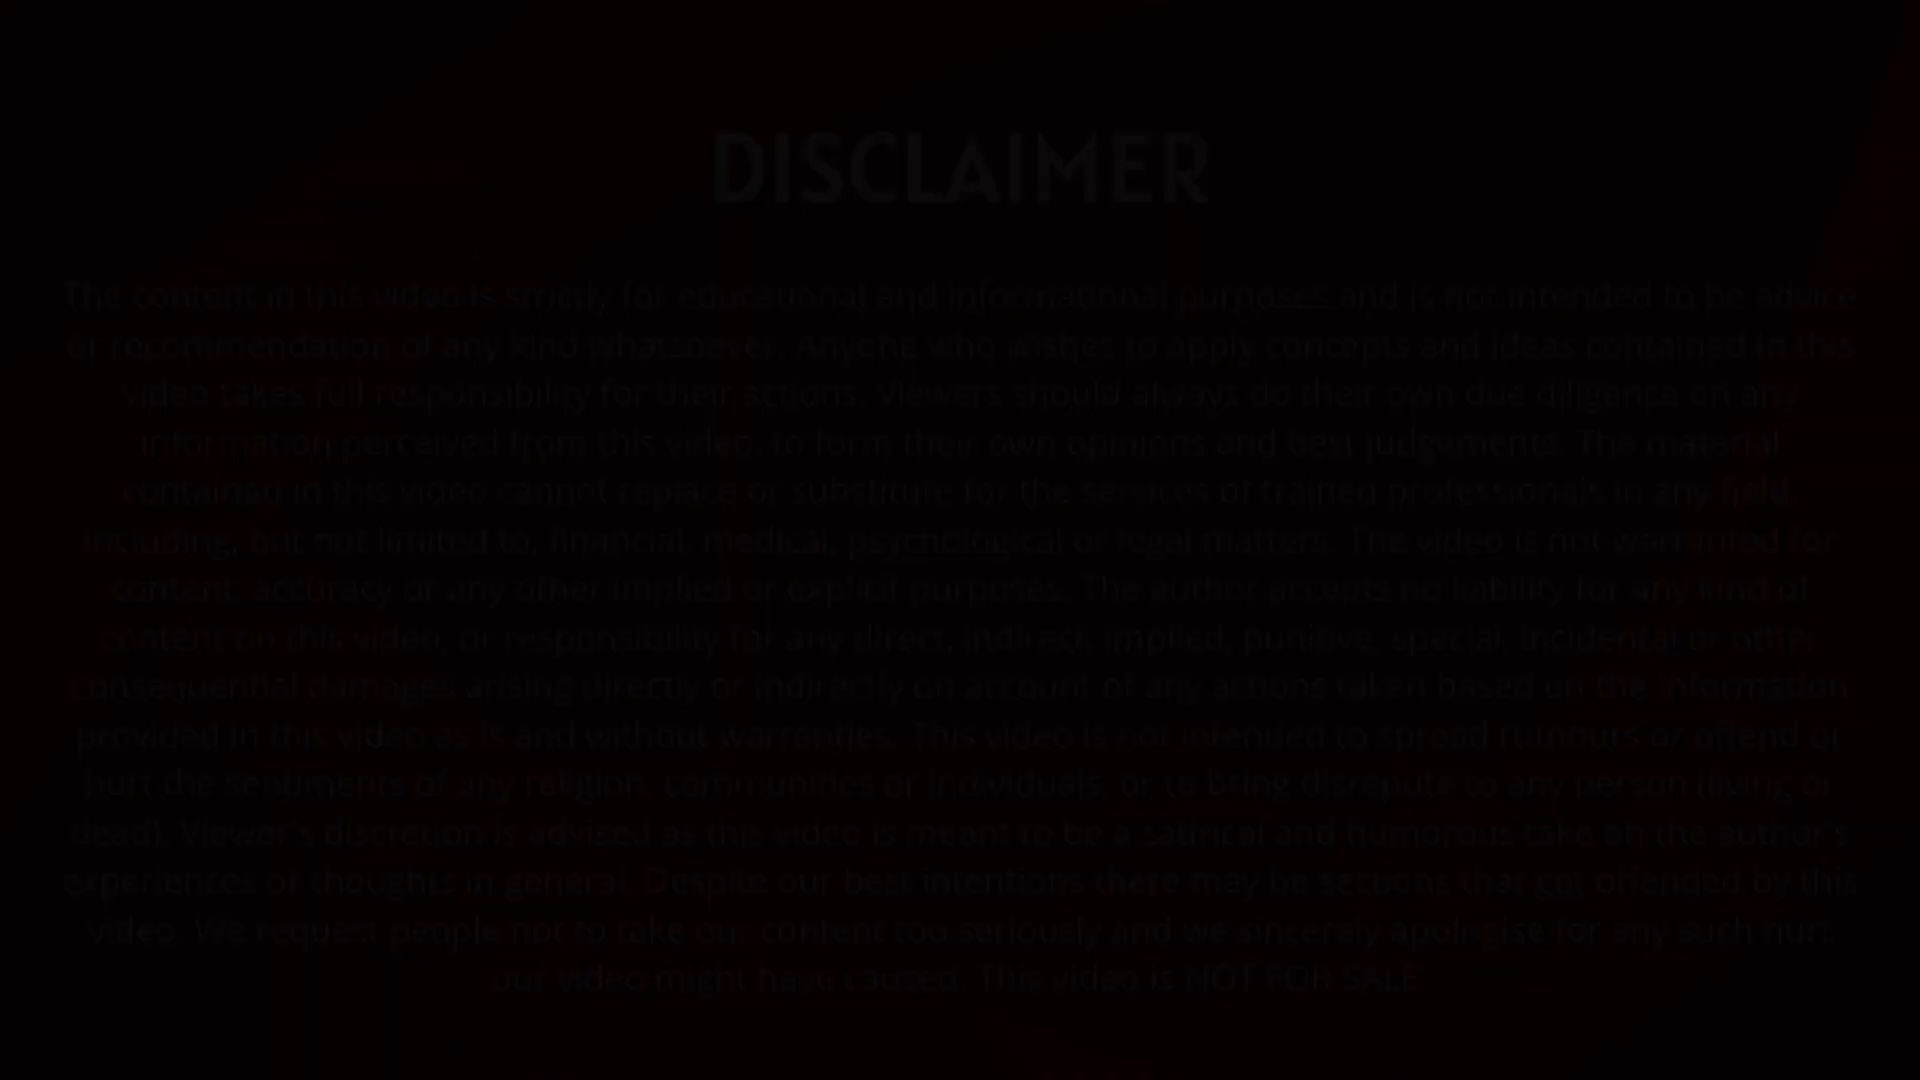 DISCLAIMER
The content in this video is strictly for educational and informational purposes and is not intended to be advice
or recommendation of any kind whatsoever. Anyone who wishes to apply concepts and ideas contained in this
video takes full responsibility for their actions. Viewers should always do their own due diligence on any
information perceived from this video, to form their own opinions and best judgements. The material
contained in this video cannot replace or substitute for the services of trained professionals in any field,
including, but not limited to, financial, medical, psychological or legal matters. The video is not warranted for
content, accuracy or any other implied or explicit purposes. The author accepts no liability for any kind of
content on this video, or responsibility for any direct, indirect, implied, punitive, special, incidental or other
consequential damages arising directly or indirectly on account of any actions taken based on the information
provided in this video as is and without warranties. This video is not intended to spread rumours or offend or
hurt the sentiments of any religion, communities or individuals, or to bring disrepute to any person (living or
dead). Viewer's discretion is advised as this video is meant to be a satirical and humorous take on the author's
experiences or thoughts in general. Despite our best intentions there may be sections that get offended by this
video. We request people not to take our content too seriously and we sincerely apologise for any such hurt
our video might have caused. This video is NOT FOR SALE